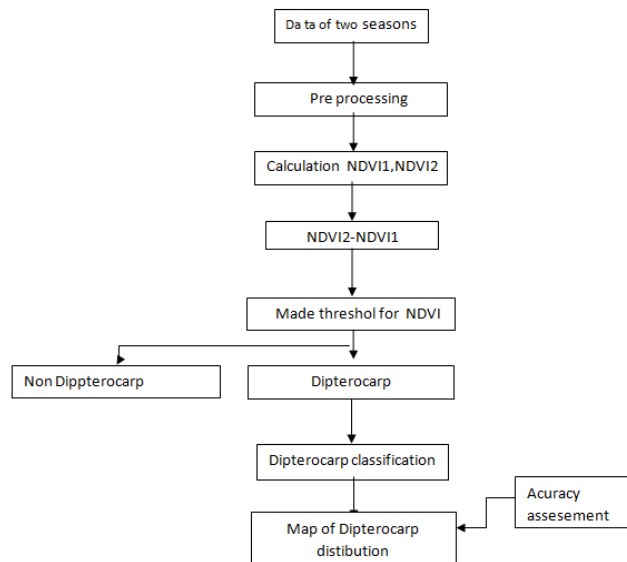 Da ta of two seasons
Pre processing
Calculation NDVI1,NDVI2
NDVI2-NDVI1
Made threshol for NDVI
Non Dippterocarp
Dipterocarp
Dipterocarp classification
Acuracy
assesement
Map of Dipterocarp
distibution